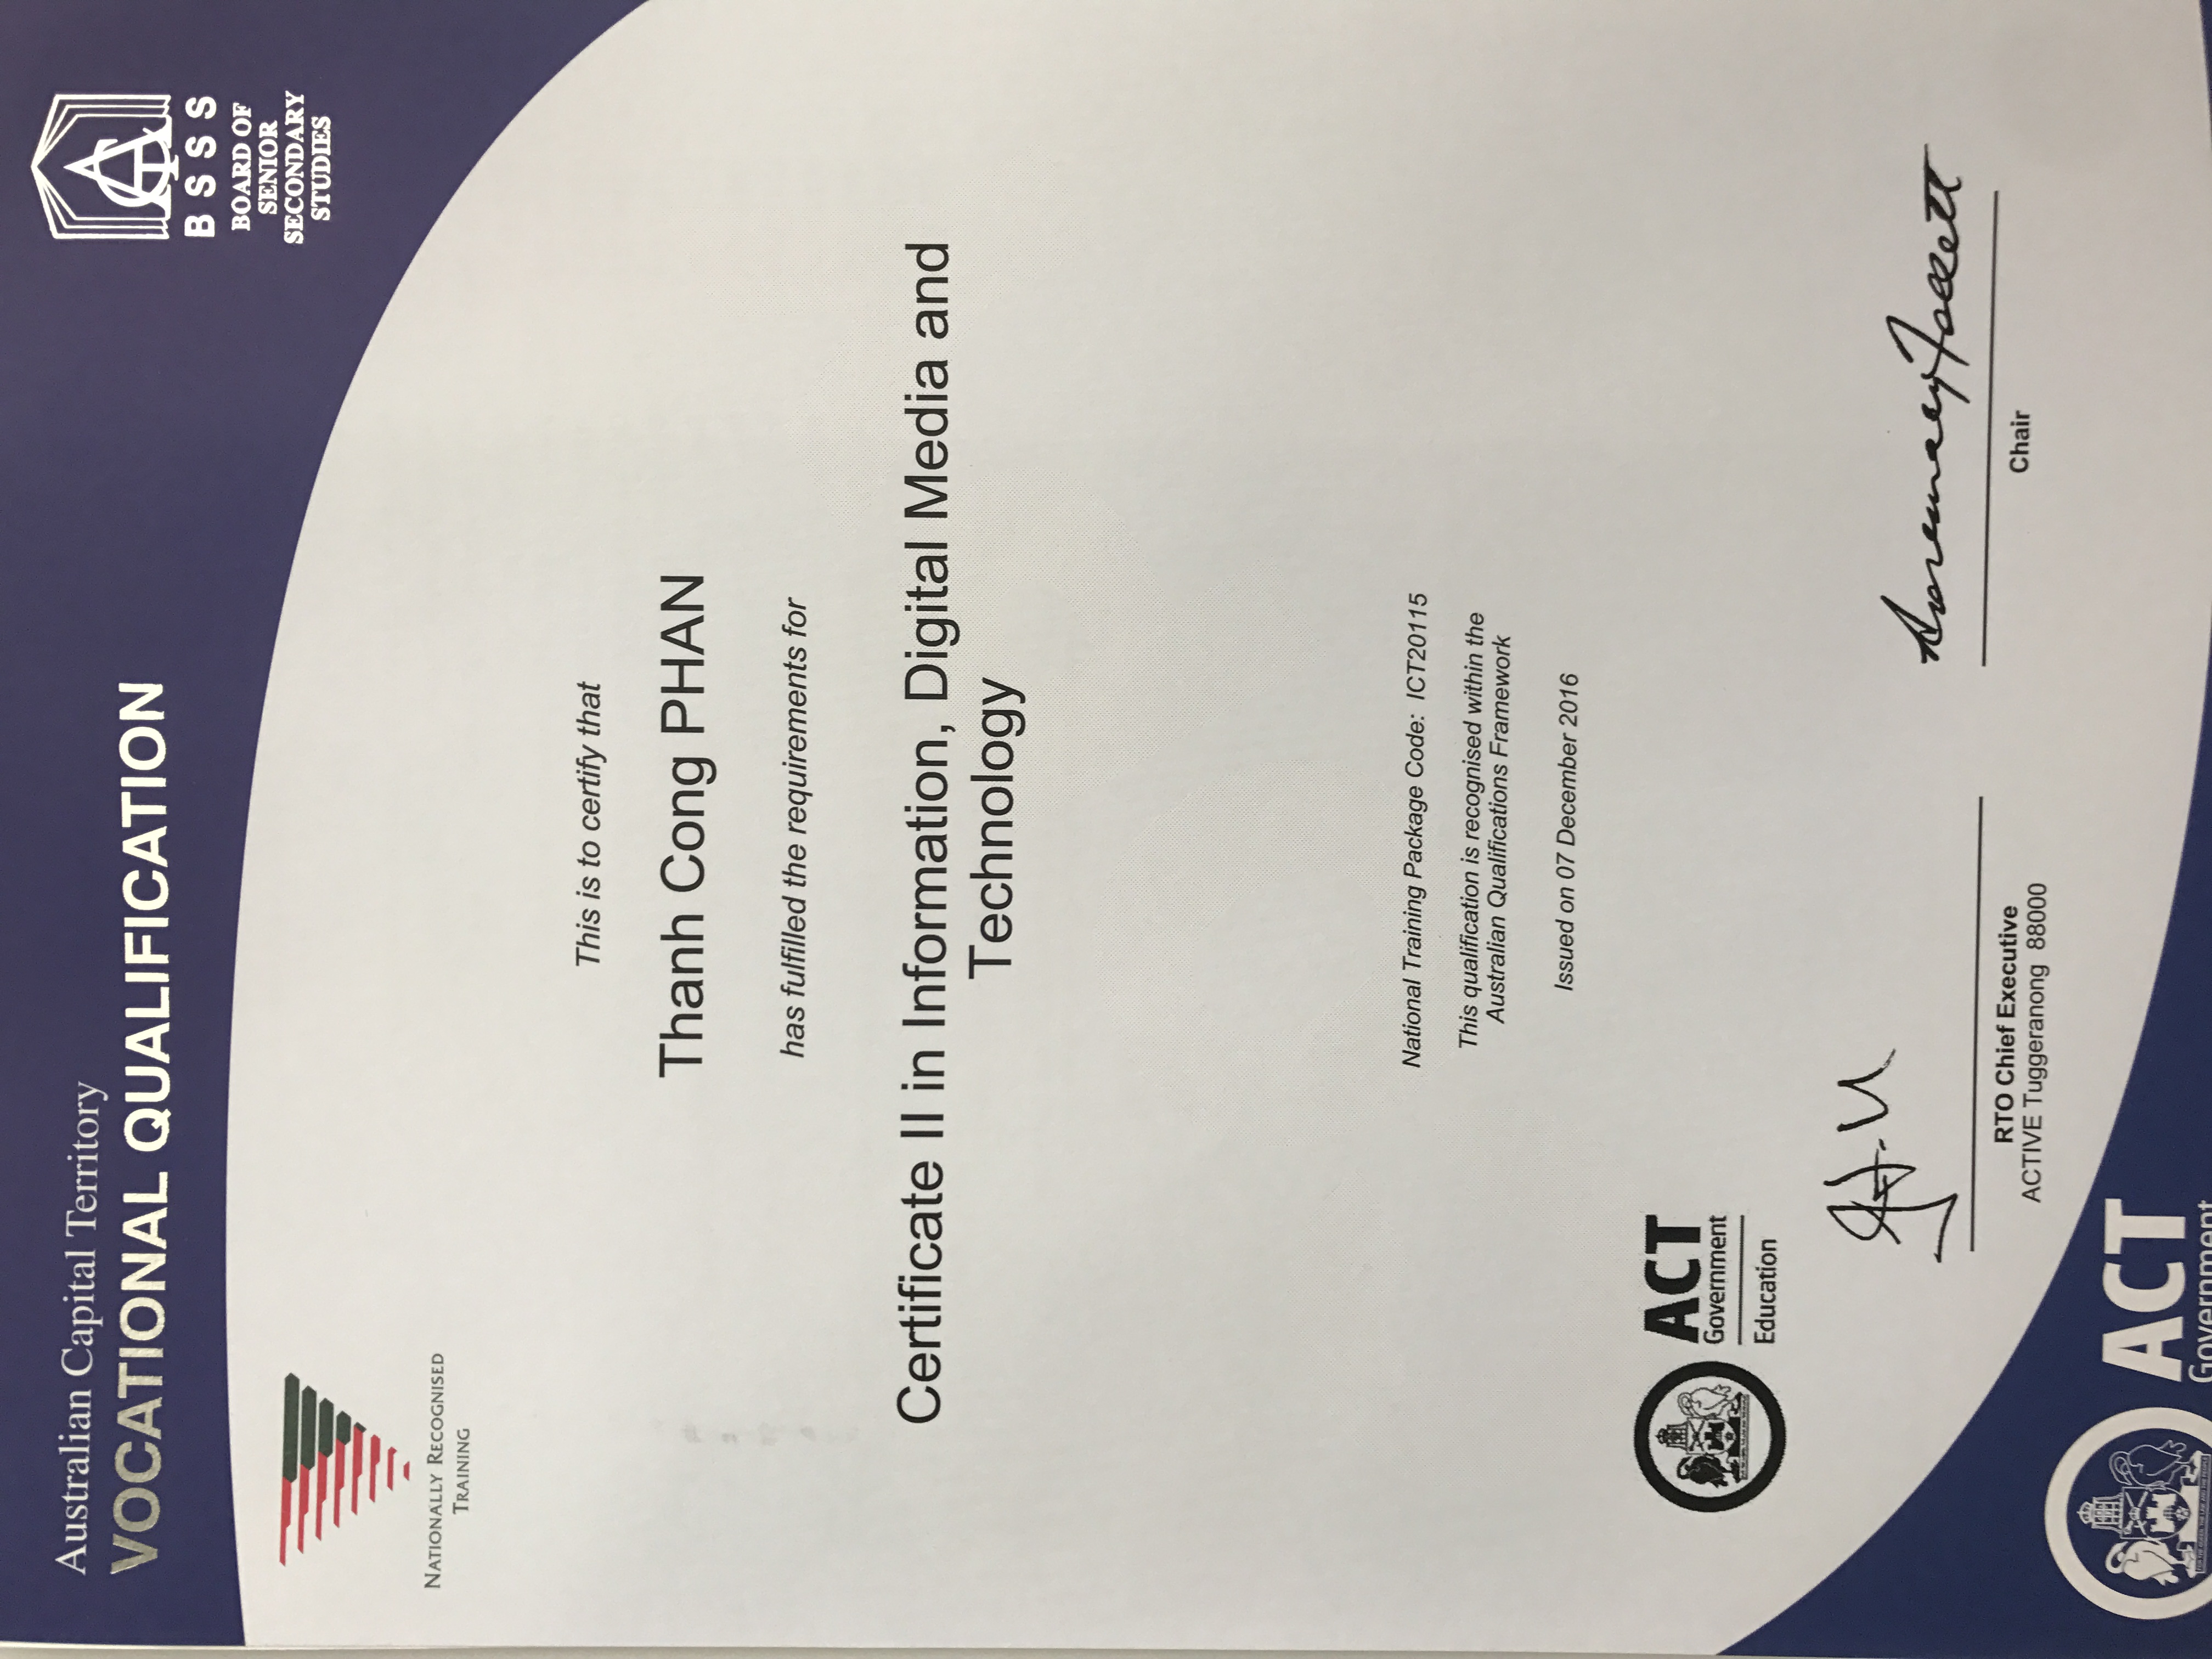 Australian Capital Territory
VOCATIONAL QUALIFICATION
ACT
BSSS
BOARD OF
SENIOR
SECONDARY
STUDIES
NATIONALLY RECOGNISED
TRAINING
This is to certify that
Thanh Cong PHAN
has fulfilled the requirements for
Certificate II in Information, Digital Media and
Technology
National Training Package Code: ICT20115
This qualification is recognised within the
Australian Qualifications Framework
Issued on 07 December 2016
ACT
Government
Education
Rosemary Follett
RTO Chief Executive
ACTIVE Tuggeranong 88000
Chair
ACT
Government